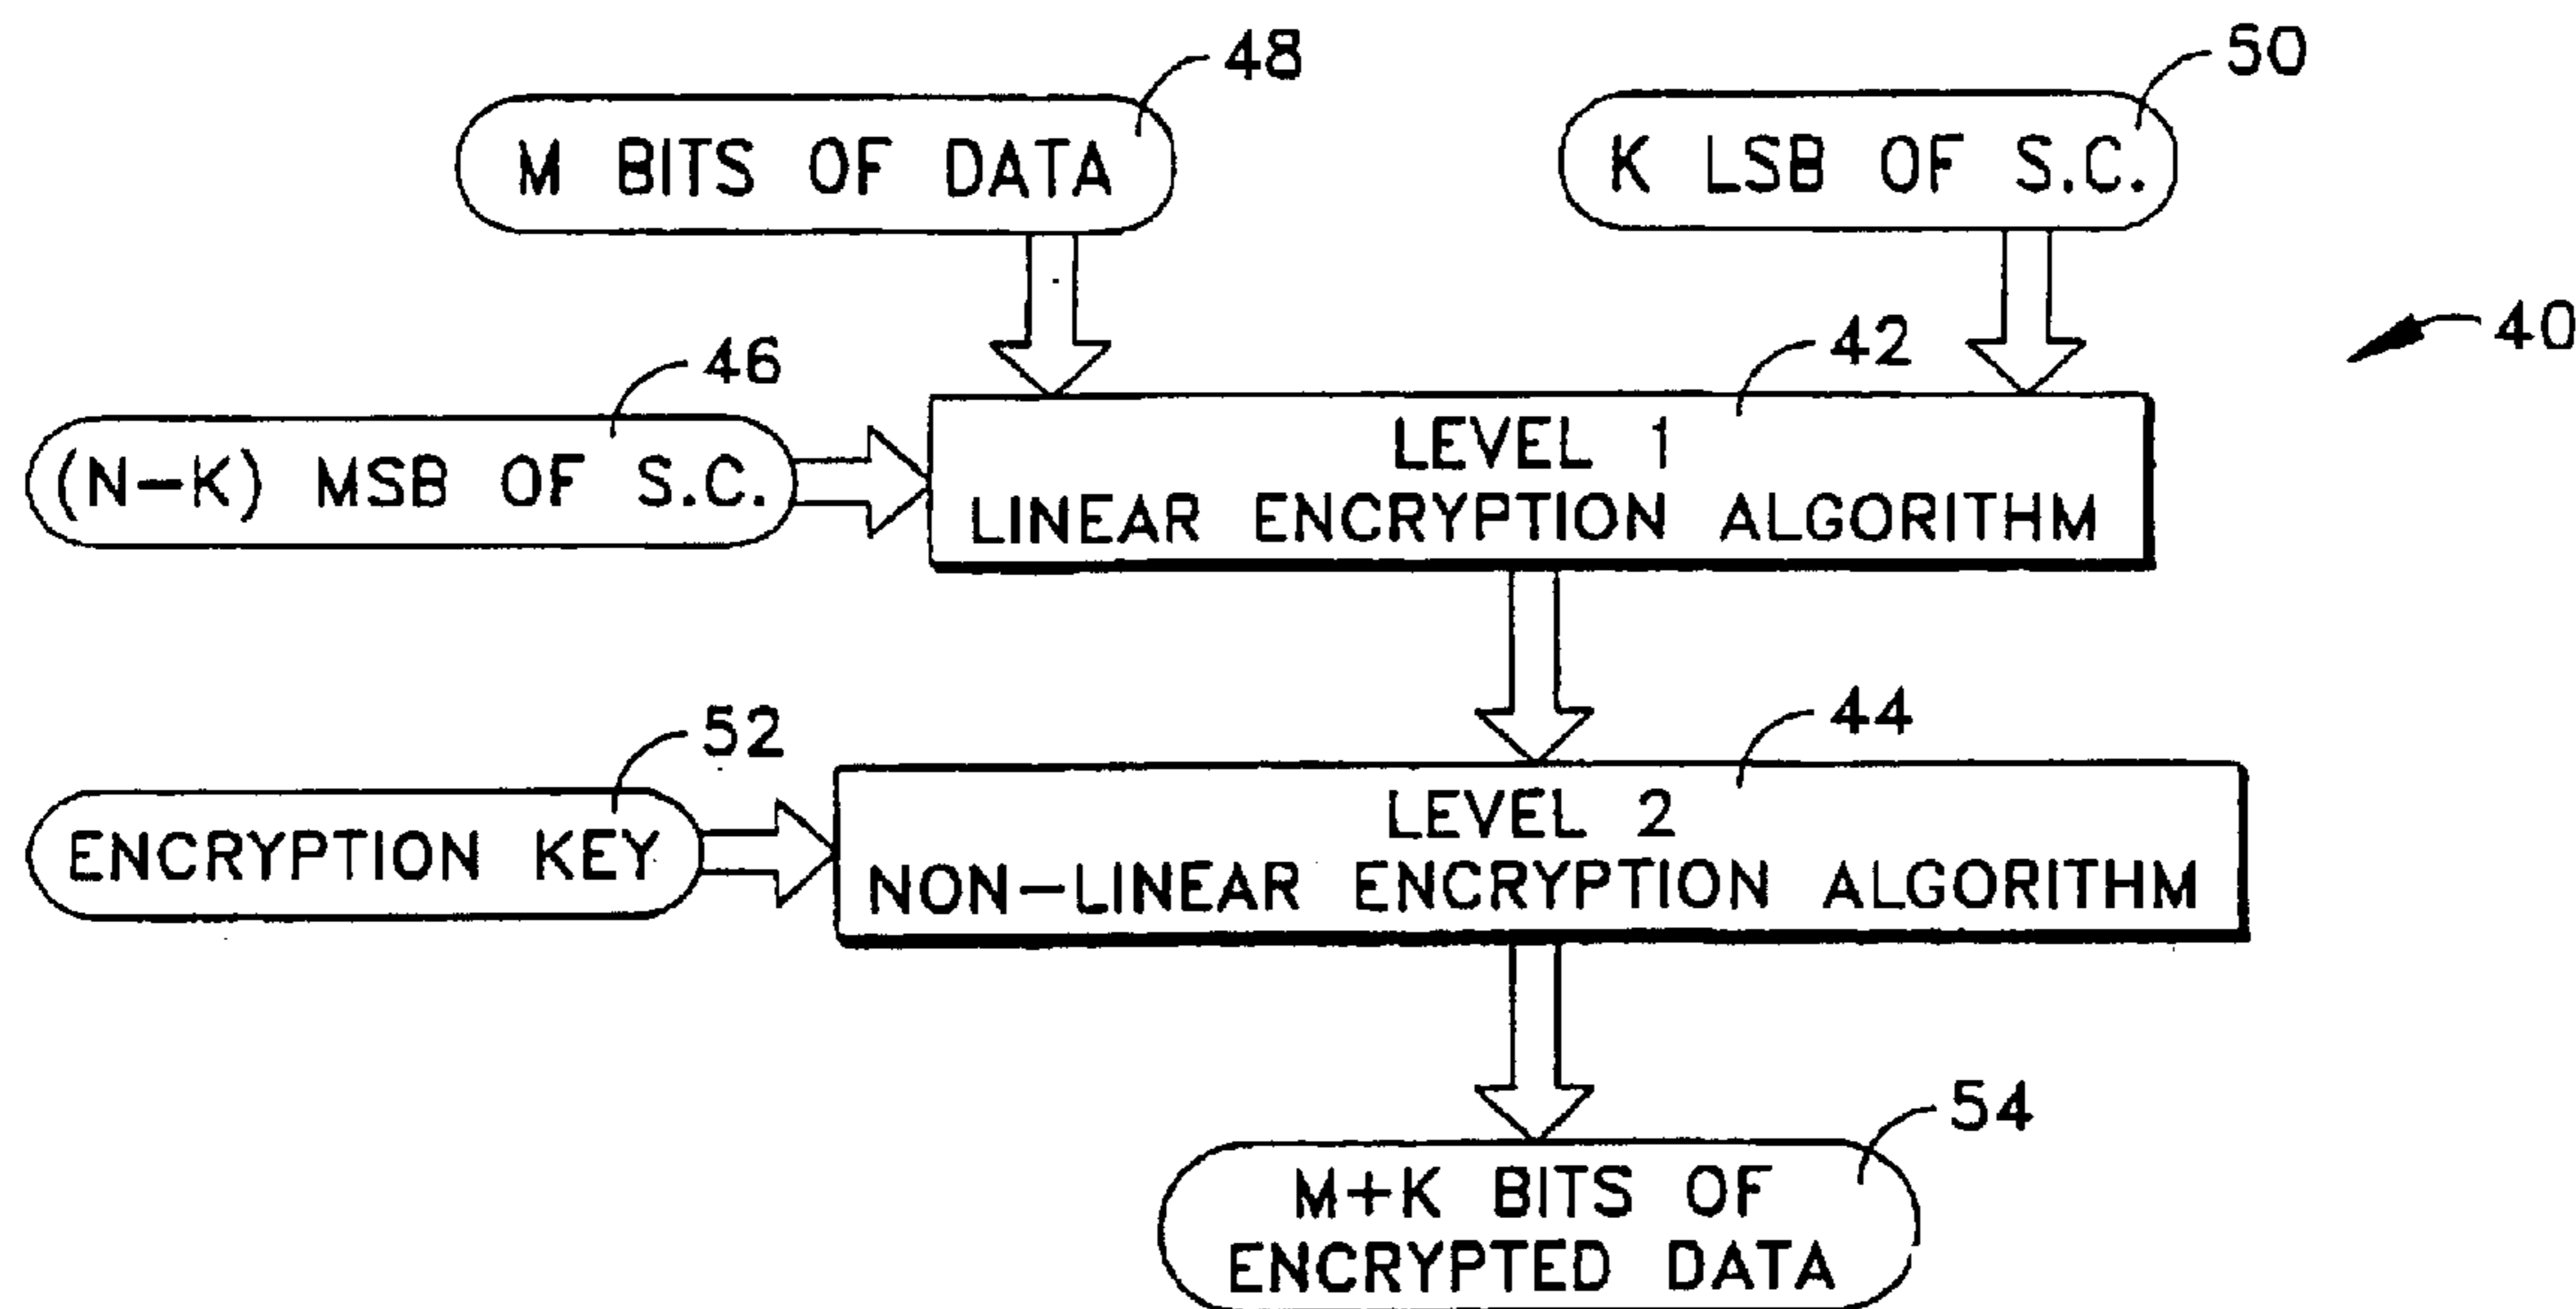 48
50
M BITS OF DATA
K LSB OF S.C.
40
46
42
(N-K) MSB OF S.C.
LEVEL 1
LINEAR ENCRYPTION ALGORITHM
52
44
ENCRYPTION KEY
LEVEL 2
NON-LINEAR ENCRYPTION ALGORITHM
54
M+K BITS OF
ENCRYPTED DATA